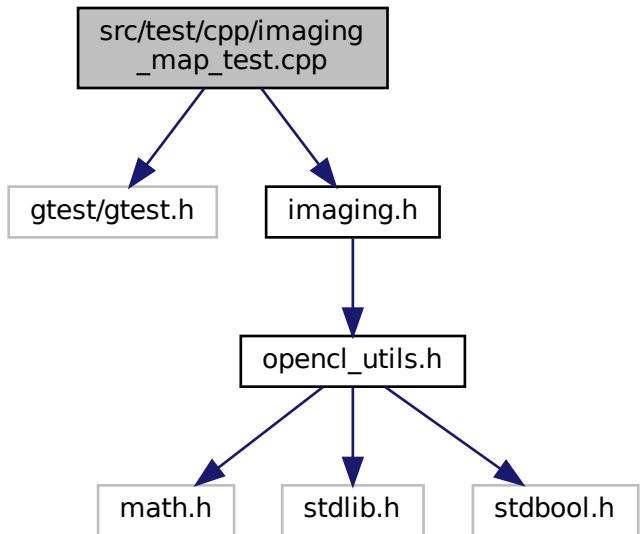 src/test/cpp/imaging
_map_test.cpp
gtest/gtest.h
imaging.h
opencl_utils.h
math.h
stdlib.h
stdbool.h